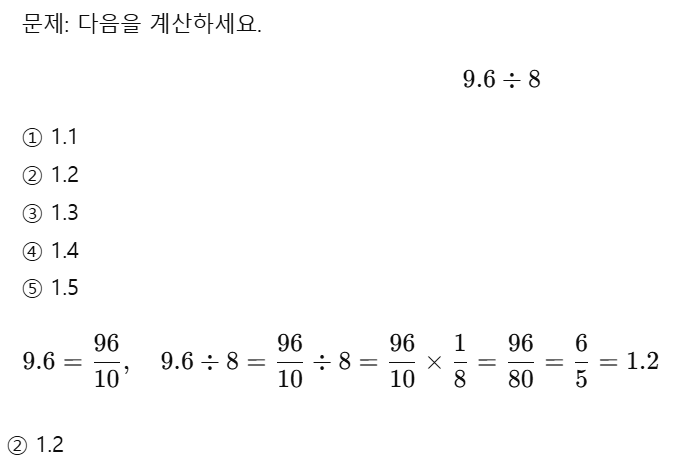 문제: 다음을 계산하세요.
9.6 ÷ 8
① 1.1
② 1.2
③ 1.3
④ 1.4
⑤ 1.5
9.6 = 96/10, 9.6 ÷ 8 = 96/10 ÷ 8 = 96/10 × 1/8 = 96/80 = 6/5 = 1.2
② 1.2